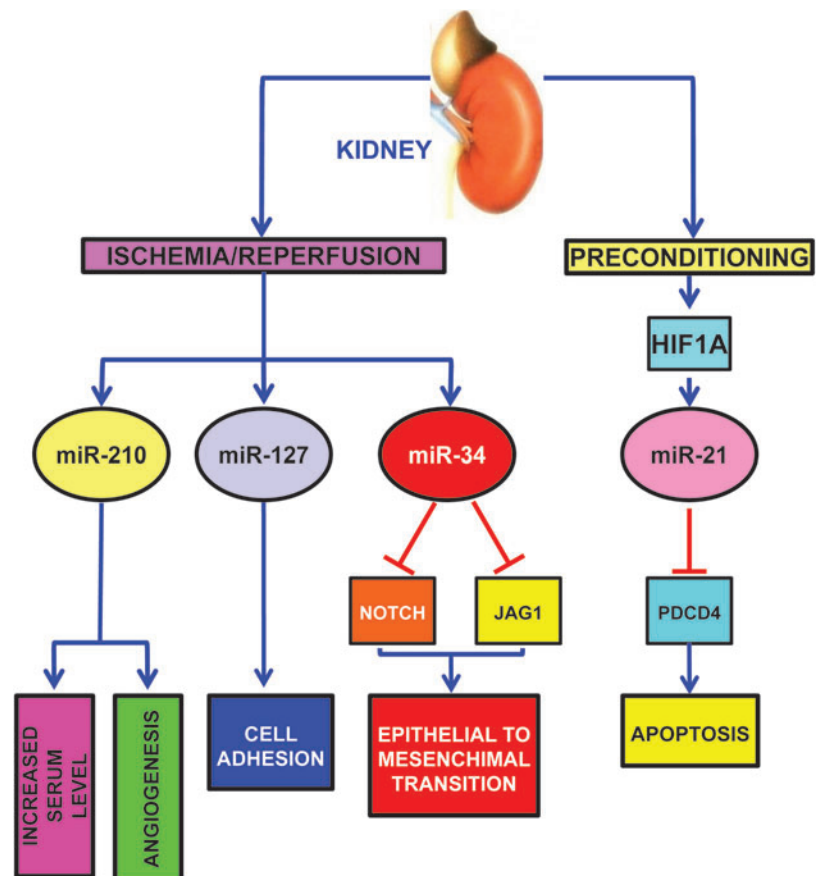 KIDNEY
ISCHEMIA/REPERFUSION
PRECONDITIONING
HIF1A
miR-210
miR-127
miR-34
miR-21
NOTCH
JAG1
PDCD4
INCREASED
SERUM
LEVEL
ANGIOGENESIS
CELL
ADHESION
EPITHELIAL TO
MESENCHIMAL
TRANSITION
APOPTOSIS